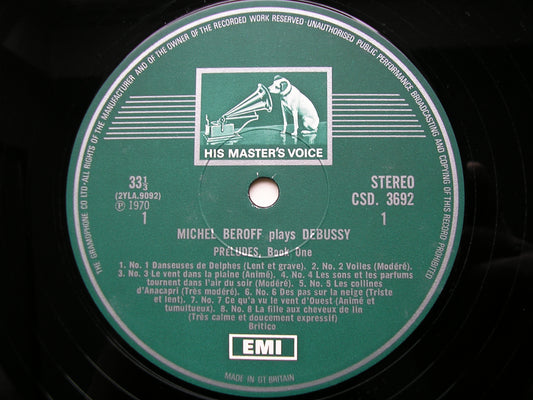 THE GRAMOPHONE CO LTD·ALL RIGHTS OF THE MANUFACTURER AND OF THE OWNER OF THE RECORDED WORK RESERVED·UNAUTHORISED PUBLIC PERFORMANCE BROADCASTING AND COPYING OF THIS RECORD PROHIBITED
HIS MASTER'S VOICE
33⅓
(2YLA.9092)
Ⓟ 1970
1
STEREO
CSD. 3692
1
MICHEL BEROFF plays DEBUSSY
PRELUDES, Book One
1. No. 1 Danseuses de Delphes (Lent et grave). 2. No. 2 Voiles (Modéré).
3. No. 3 Le vent dans la plaine (Animé). 4. No. 4 Les sons et les parfums
tournent dans l'air du soir (Modéré). 5. No. 5 Les collines
d'Anacapri (Très modéré). 6. No. 6 Des pas sur la neige (Triste
et lent). 7. No. 7 Ce qu'a vu le vent d'Ouest (Animé et
tumultueux). 8. No. 8 La fille aux cheveux de lin
(Très calme et doucement expressif)
Britico
EMI
MADE IN GT BRITAIN